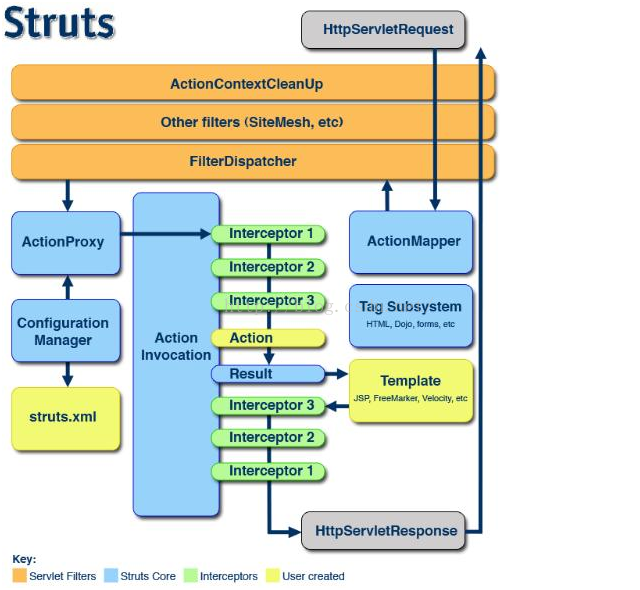 Struts
HttpServletRequest
ActionContextCleanUp
Other filters (SiteMesh, etc)
FilterDispatcher
ActionProxy
Interceptor 1
ActionMapper
Interceptor 2
Interceptor 3
Tag Subsystem
HTML, Dojo, forms, etc
Configuration
Manager
Action
Invocation
Action
Result
Template
JSP, FreeMarker, Velocity, etc
struts.xml
Interceptor 3
Interceptor 2
Interceptor 1
HttpServletResponse
Key:
Servlet Filters
Struts Core
Interceptors
User created